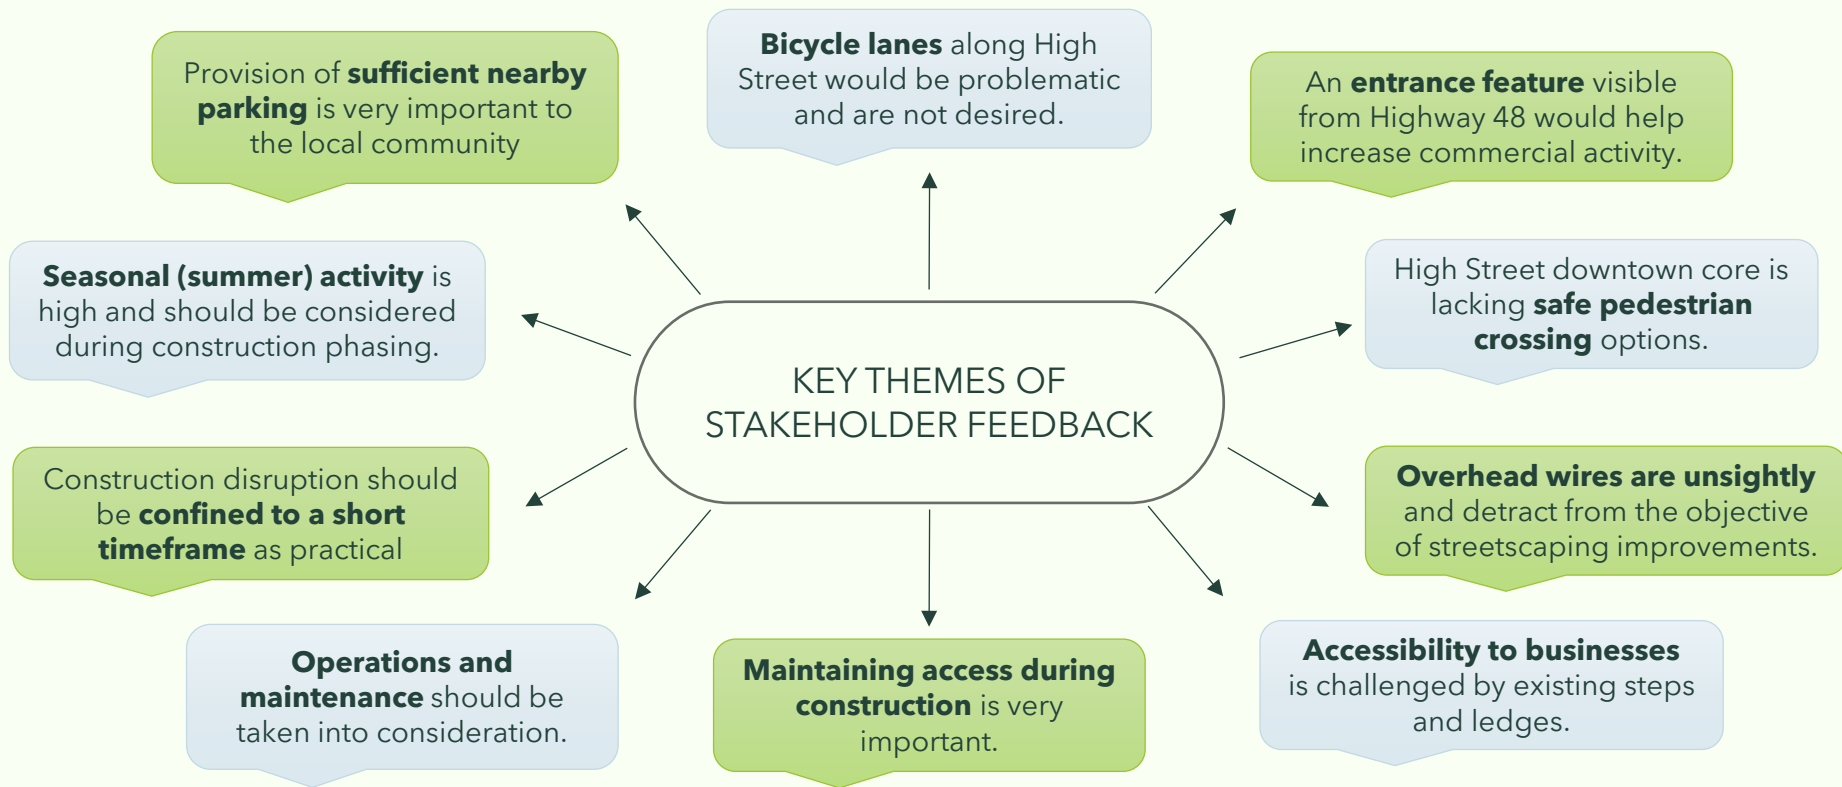 Provision of sufficient nearby
parking is very important to
the local community
Bicycle lanes along High
Street would be problematic
and are not desired.
An entrance feature visible
from Highway 48 would help
increase commercial activity.
Seasonal (summer) activity is
high and should be considered
during construction phasing.
High Street downtown core is
lacking safe pedestrian
crossing options.
KEY THEMES OF
STAKEHOLDER FEEDBACK
Construction disruption should
be confined to a short
timeframe as practical
Overhead wires are unsightly
and detract from the objective
of streetscaping improvements.
Operations and
maintenance should be
taken into consideration.
Maintaining access during
construction is very
important.
Accessibility to businesses
is challenged by existing steps
and ledges.